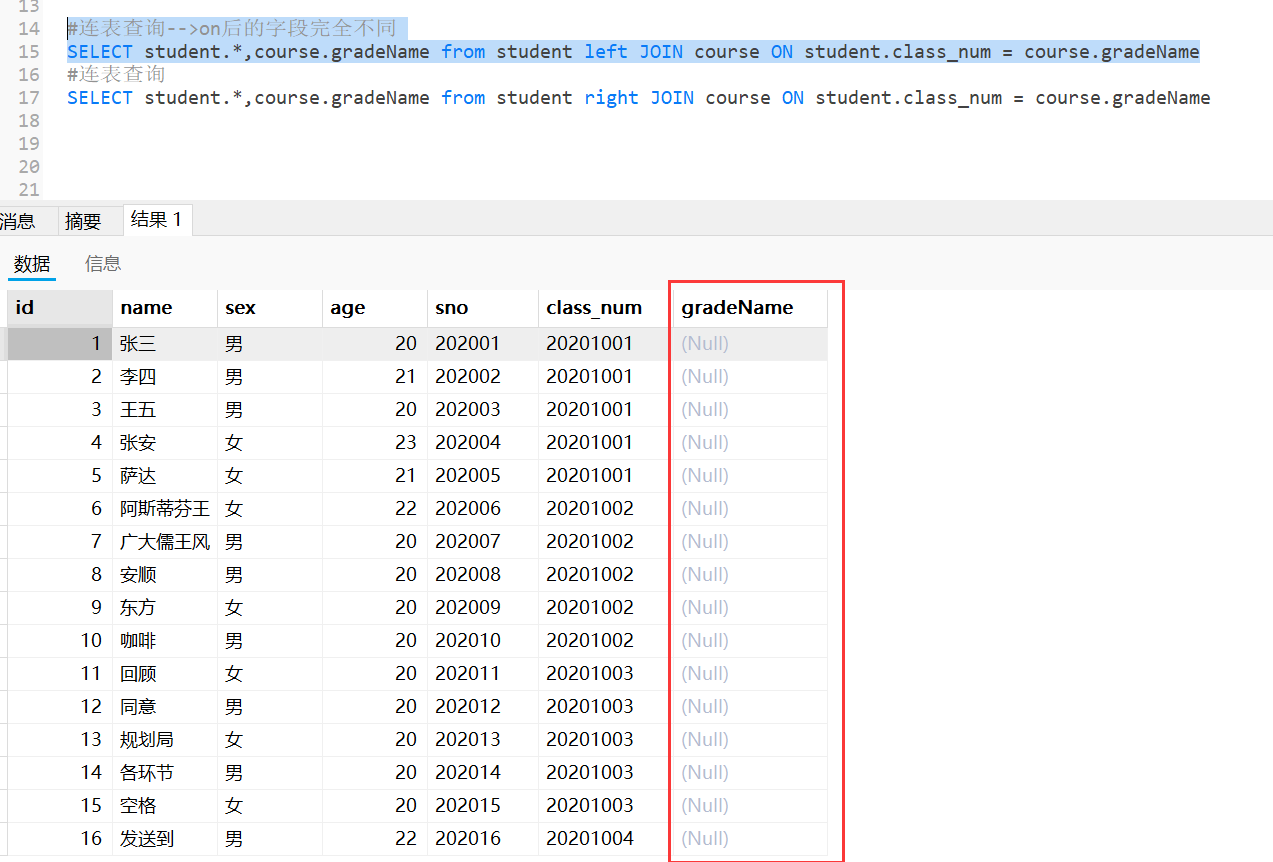 13
14 #连表查询-->on后的字段完全不同
15 SELECT student.*,course.gradeName from student left JOIN course ON student.class_num = course.gradeName
16 #连表查询
17 SELECT student.*,course.gradeName from student right JOIN course ON student.class_num = course.gradeName
18
19
20
21
消息 摘要 结果 1
数据 信息
id name sex age sno class_num gradeName
1 张三 男 20 202001 20201001 (Null)
2 李四 男 21 202002 20201001 (Null)
3 王五 男 20 202003 20201001 (Null)
4 张安 女 23 202004 20201001 (Null)
5 萨达 女 21 202005 20201001 (Null)
6 阿斯蒂芬王 女 22 202006 20201002 (Null)
7 广大儒王风 男 20 202007 20201002 (Null)
8 安顺 男 20 202008 20201002 (Null)
9 东方 女 20 202009 20201002 (Null)
10 咖啡 男 20 202010 20201002 (Null)
11 回顾 女 20 202011 20201003 (Null)
12 同意 男 20 202012 20201003 (Null)
13 规划局 女 20 202013 20201003 (Null)
14 各环节 男 20 202014 20201003 (Null)
15 空格 女 20 202015 20201003 (Null)
16 发送到 男 22 202016 20201004 (Null)